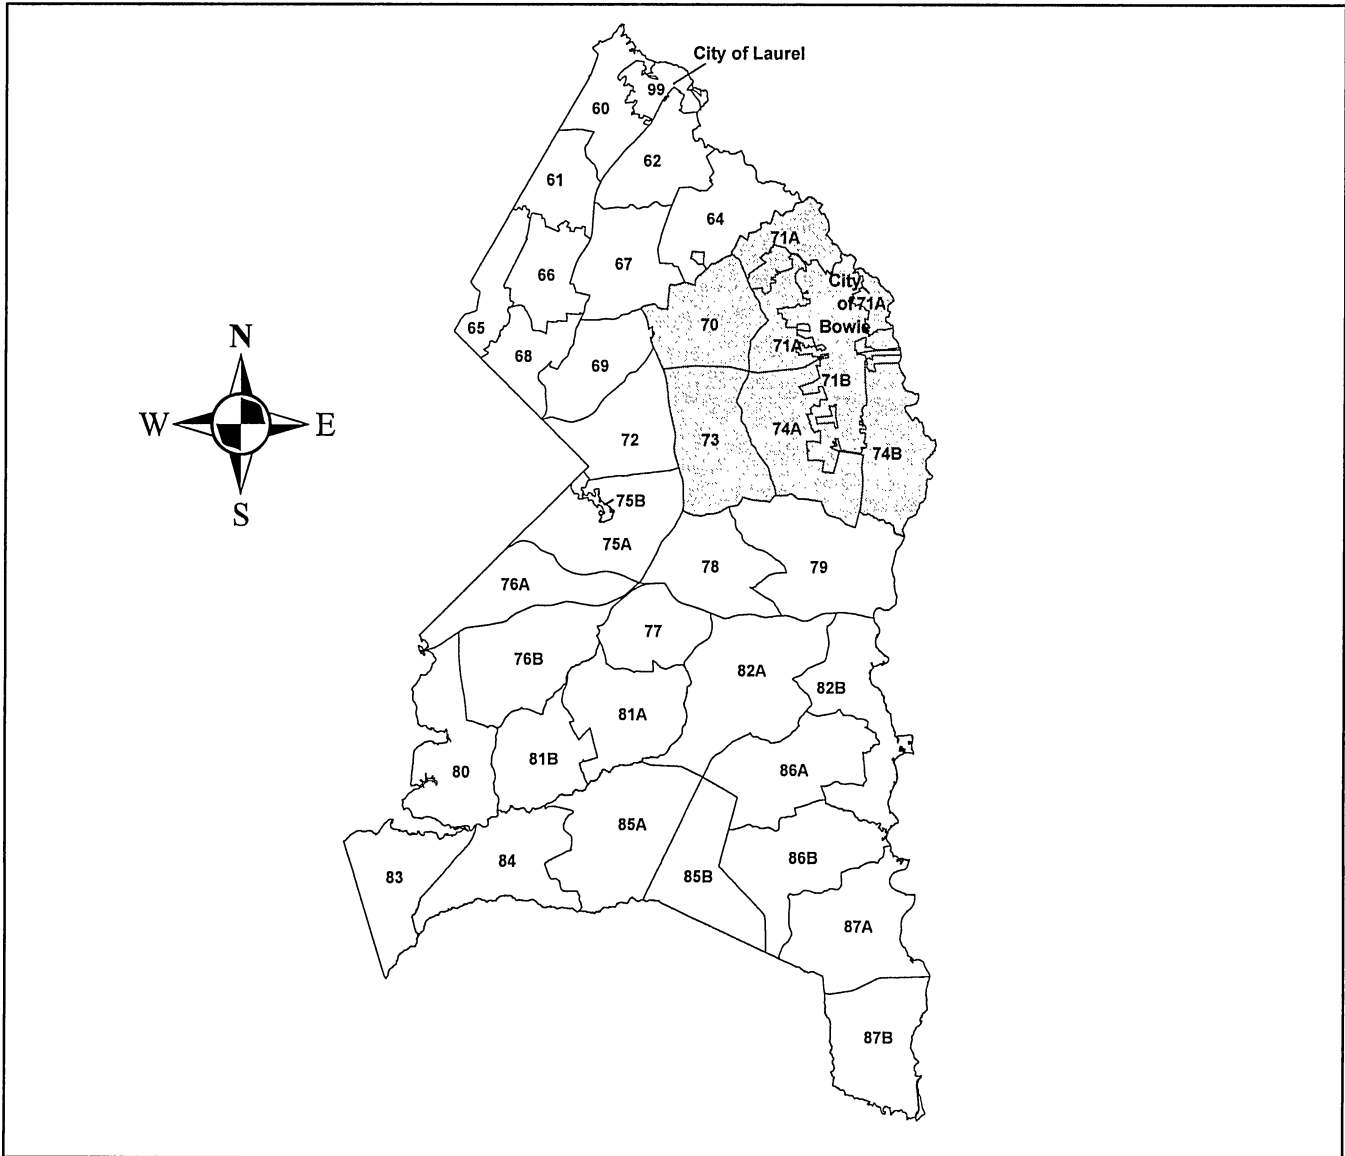 City of Laurel
99
60
62
61
64
71A
67
66
City
of 71A
Bowie
70
65
68
71A
69
71B
N
W E
S
72
73
74A
74B
75B
75A
78
79
76A
77
76B
82A
82B
81A
81B
80
86A
85A
86B
84
83
85B
87A
87B